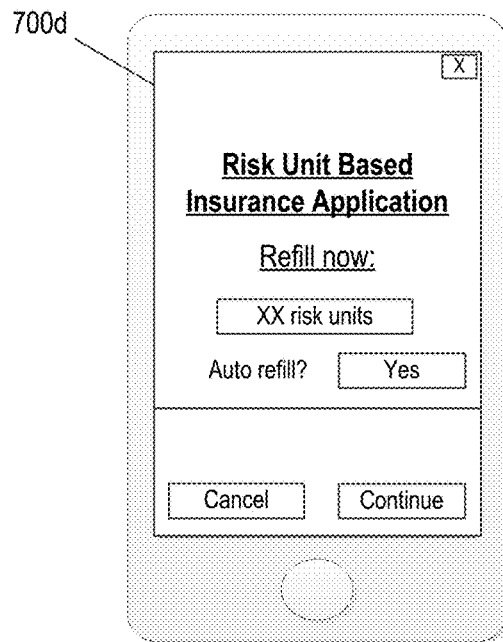 700d
X
Risk Unit Based
Insurance Application
Refill now:
XX risk units
Auto refill? Yes
Cancel Continue